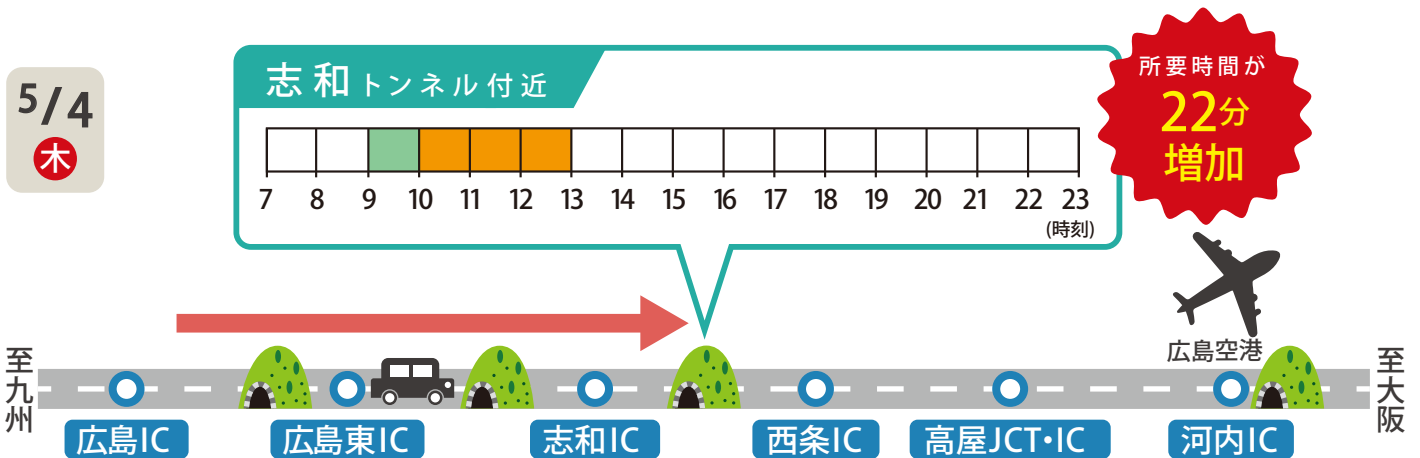 5/4
木
志和トンネル付近
7 8 9 10 11 12 13 14 15 16 17 18 19 20 21 22 23
(時刻)
所要時間が
22分
増加
広島空港
至九州
至大阪
広島IC 広島東IC 志和IC 西条IC 高屋JCT・IC 河内IC